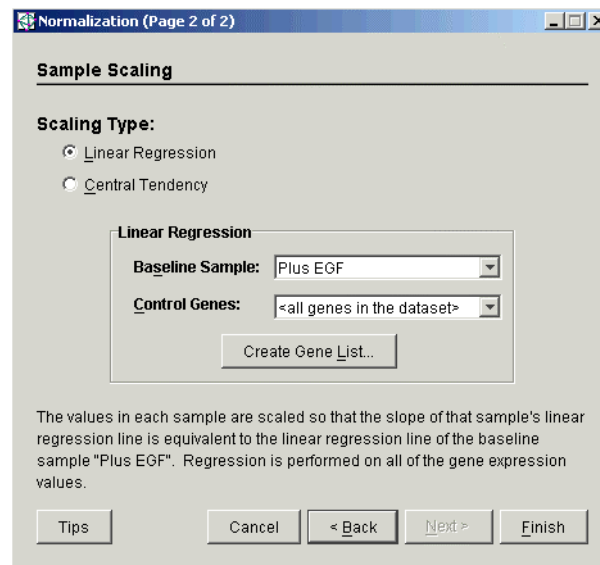 Normalization (Page 2 of 2)
Sample Scaling
Scaling Type:
Linear Regression
Central Tendency
Linear Regression
Baseline Sample: Plus EGF
Control Genes: <all genes in the dataset>
Create Gene List...
The values in each sample are scaled so that the slope of that sample's linear
regression line is equivalent to the linear regression line of the baseline
sample "Plus EGF". Regression is performed on all of the gene expression
values.
Tips Cancel < Back Next > Finish